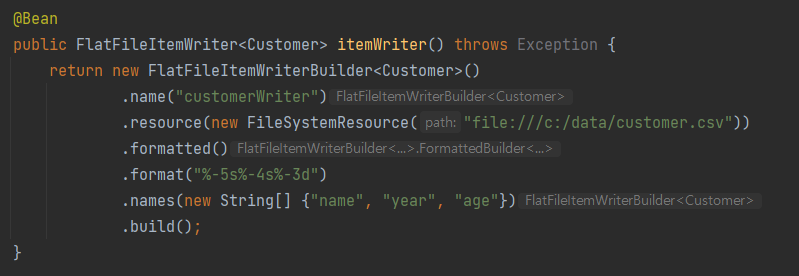 @Bean
public FlatFileItemWriter<Customer> itemWriter() throws Exception {
    return new FlatFileItemWriterBuilder<Customer>()
            .name("customerWriter") FlatFileItemWriterBuilder<Customer>
            .resource(new FileSystemResource( path: "file:///c:/data/customer.csv"))
            .formatted() FlatFileItemWriterBuilder<...>.FormattedBuilder<...>
            .format("%-5s%-4s%-3d")
            .names(new String[] {"name", "year", "age"}) FlatFileItemWriterBuilder<Customer>
            .build();
}